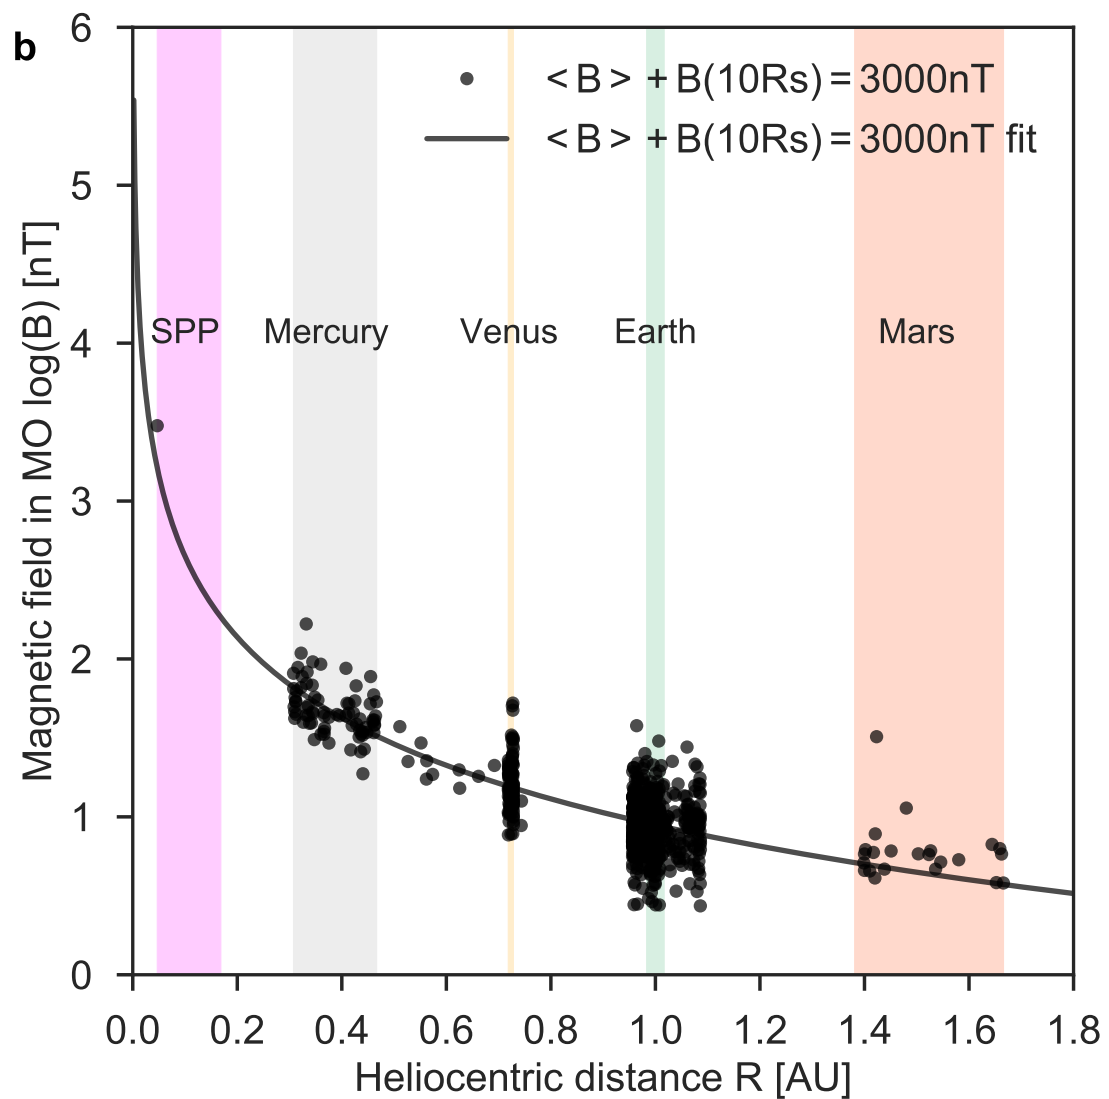 b
6
5
4
3
2
1
0
Magnetic field in MO log(B) [nT]
< B > + B(10Rs) = 3000nT
< B > + B(10Rs) = 3000nT fit
SPP
Mercury
Venus
Earth
Mars
0.0 0.2 0.4 0.6 0.8 1.0 1.2 1.4 1.6 1.8
Heliocentric distance R [AU]